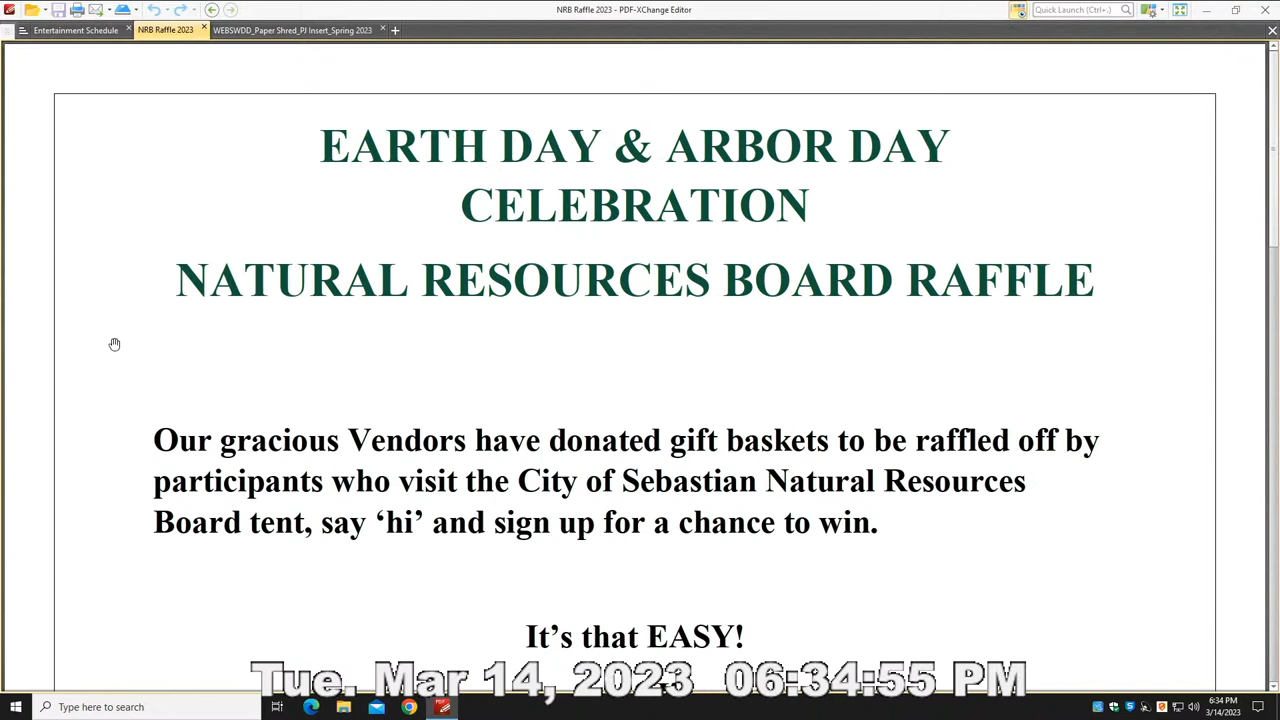 NRB Raffle 2023 - PDF-XChange Editor
Quick Launch (Ctrl+.)
Entertainment Schedule
NRB Raffle 2023
WEBSWDD_Paper Shred_PJ Insert_Spring 2023
EARTH DAY & ARBOR DAY
CELEBRATION
NATURAL RESOURCES BOARD RAFFLE
Our gracious Vendors have donated gift baskets to be raffled off by
participants who visit the City of Sebastian Natural Resources
Board tent, say ‘hi’ and sign up for a chance to win.
It’s that EASY!
Tue. Mar 14, 2023 06:34:55 PM
Type here to search
6:34 PM
3/14/2023